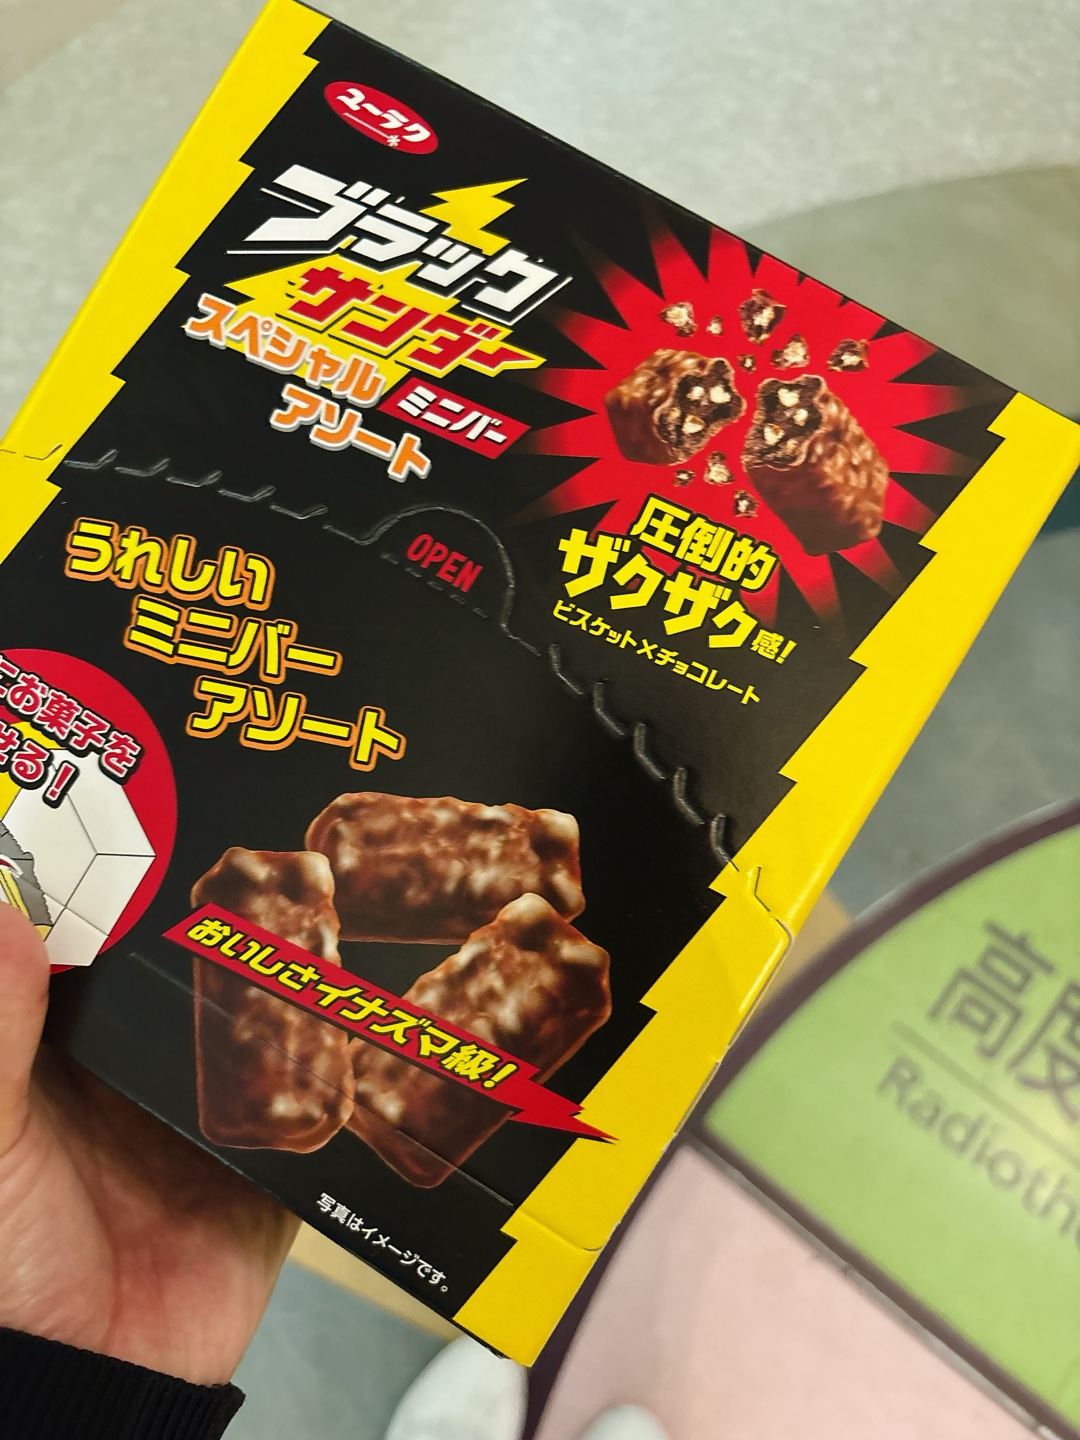 ユーラク
ブラック
サンダー
スペシャル
アソート
ミニバー
圧倒的
ザクザク感!
ビスケット×チョコレート
OPEN
うれしい
ミニバー
アソート
にお菓子を
せる!
おいしさイナズマ級!
写真はイメージです。
高度
Radioth